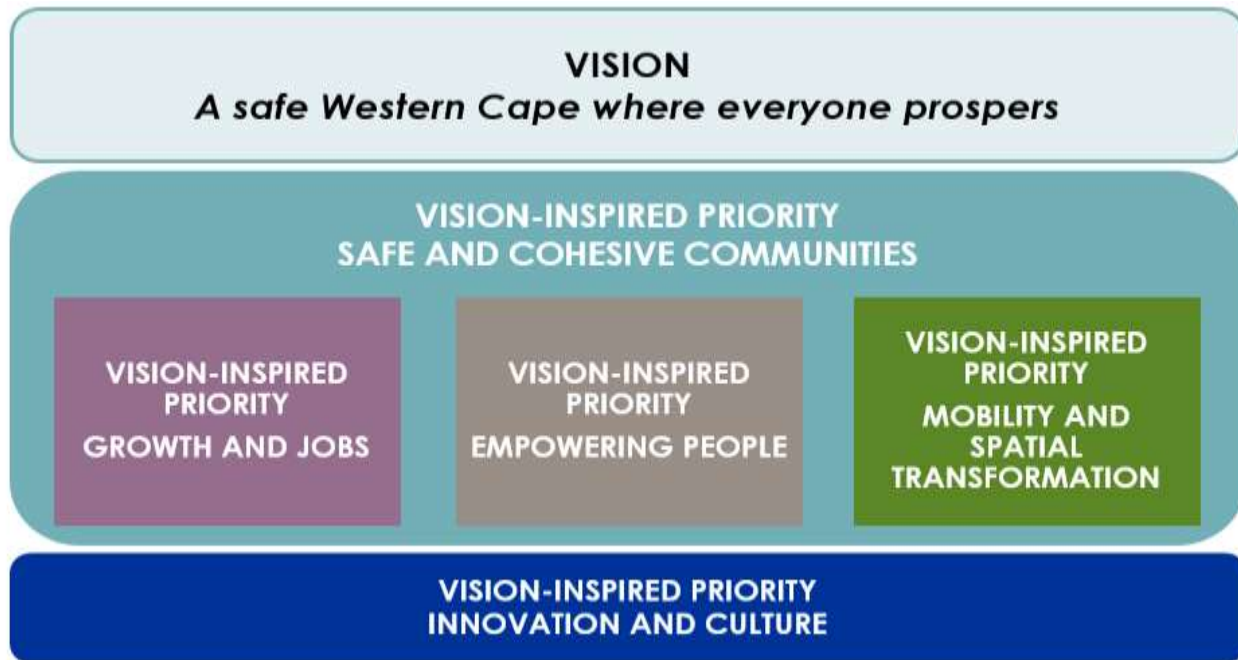 VISION
A safe Western Cape where everyone prospers
VISION-INSPIRED PRIORITY
SAFE AND COHESIVE COMMUNITIES
VISION-INSPIRED
PRIORITY
GROWTH AND JOBS
VISION-INSPIRED
PRIORITY
EMPOWERING PEOPLE
VISION-INSPIRED
PRIORITY
MOBILITY AND
SPATIAL
TRANSFORMATION
VISION-INSPIRED PRIORITY
INNOVATION AND CULTURE